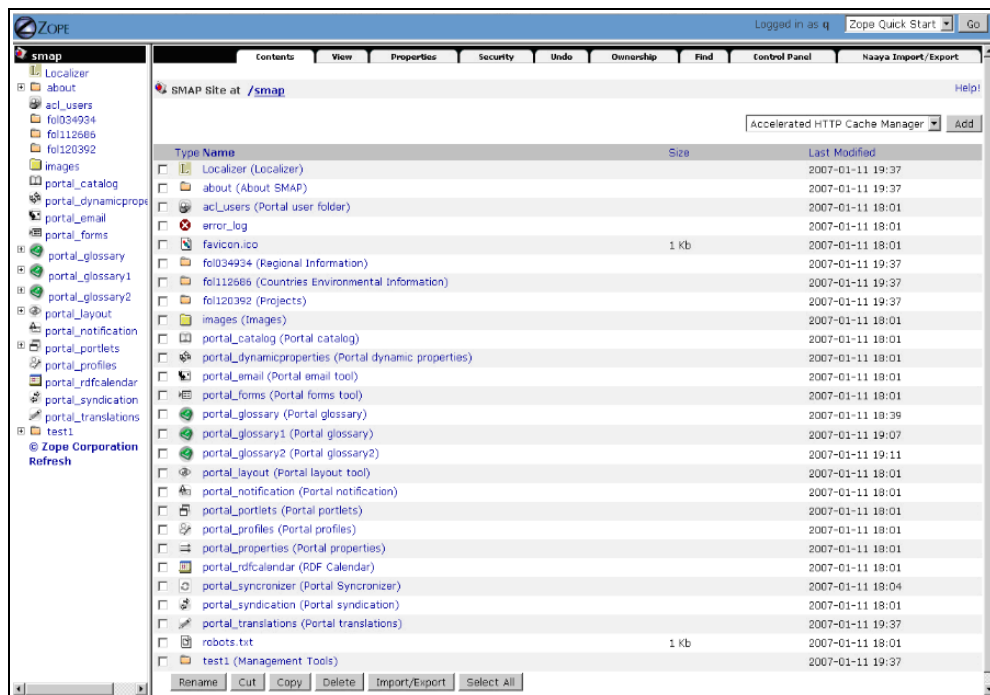 ZOPE
Logged in as q
Zope Quick Start
Go
smap
Localizer
about
acl_users
fol034934
fol112686
fol120392
images
portal_catalog
portal_dynamicprope
portal_email
portal_forms
portal_glossary
portal_glossary1
portal_glossary2
portal_layout
portal_notification
portal_portlets
portal_profiles
portal_rdfcalendar
portal_syndication
portal_translations
test1
© Zope Corporation
Refresh
Contents View Properties Security Undo Ownership Find Control Panel Naaya Import/Export
SMAP Site at /smap
Help!
Accelerated HTTP Cache Manager Add
Type Name Size Last Modified
Localizer (Localizer) 2007-01-11 19:37
about (About SMAP) 2007-01-11 19:37
acl_users (Portal user folder) 2007-01-11 18:01
error_log 2007-01-11 18:01
favicon.ico 1 Kb 2007-01-11 18:01
fol034934 (Regional Information) 2007-01-11 19:37
fol112686 (Countries Environmental Information) 2007-01-11 19:37
fol120392 (Projects) 2007-01-11 19:37
images (Images) 2007-01-11 18:01
portal_catalog (Portal catalog) 2007-01-11 18:01
portal_dynamicproperties (Portal dynamic properties) 2007-01-11 18:01
portal_email (Portal email tool) 2007-01-11 18:01
portal_forms (Portal forms tool) 2007-01-11 18:01
portal_glossary (Portal glossary) 2007-01-11 18:39
portal_glossary1 (Portal glossary) 2007-01-11 19:07
portal_glossary2 (Portal glossary2) 2007-01-11 19:11
portal_layout (Portal layout tool) 2007-01-11 18:01
portal_notification (Portal notification) 2007-01-11 18:01
portal_portlets (Portal portlets) 2007-01-11 18:01
portal_profiles (Portal profiles) 2007-01-11 18:01
portal_properties (Portal properties) 2007-01-11 18:01
portal_rdfcalendar (RDF Calendar) 2007-01-11 18:01
portal_syncronizer (Portal Syncronizer) 2007-01-11 18:04
portal_syndication (Portal syndication) 2007-01-11 18:01
portal_translations (Portal translations) 2007-01-11 19:37
robots.txt 1 Kb 2007-01-11 18:01
test1 (Management Tools) 2007-01-11 19:37
Rename Cut Copy Delete Import/Export Select All